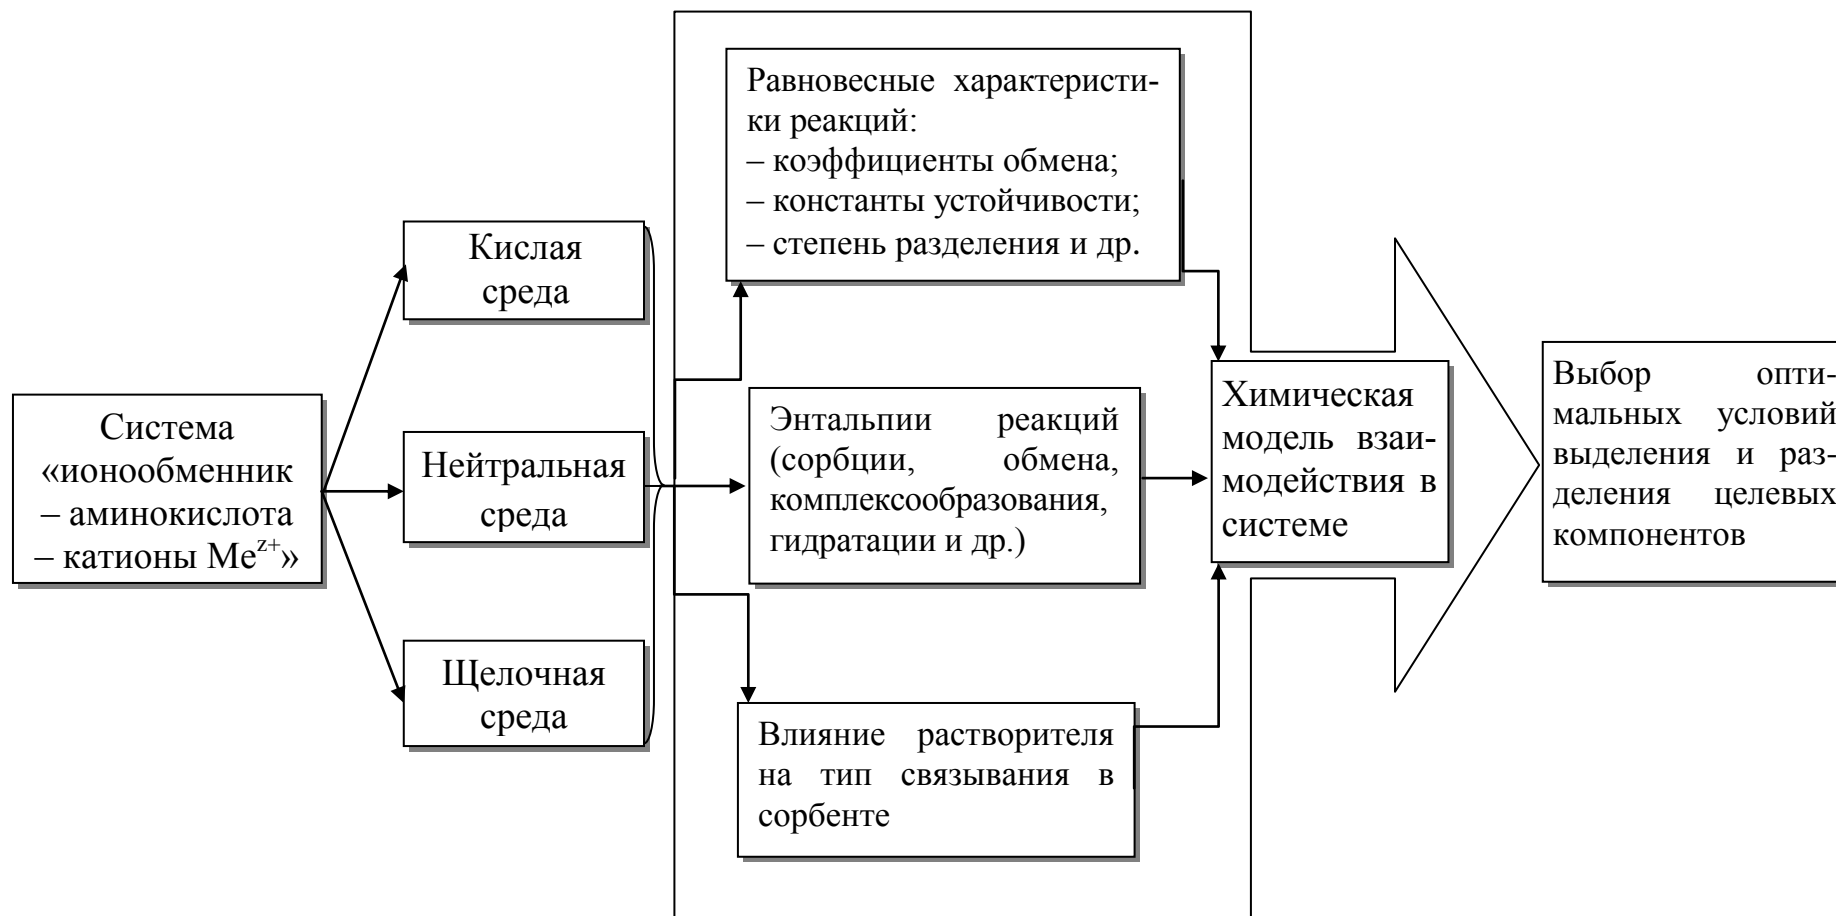 Система
«ионообменник
– аминокислота
– катионы Me^z+»
Кислая
среда
Нейтральная
среда
Щелочная
среда
Равновесные характеристи-
ки реакций:
– коэффициенты обмена;
– константы устойчивости;
– степень разделения и др.
Энтальпии реакций
(сорбции, обмена,
комплексообразования,
гидратации и др.)
Влияние растворителя
на тип связывания в
сорбенте
Химическая
модель взаи-
модействия в
системе
Выбор опти-
мальных условий
выделения и раз-
деления целевых
компонентов